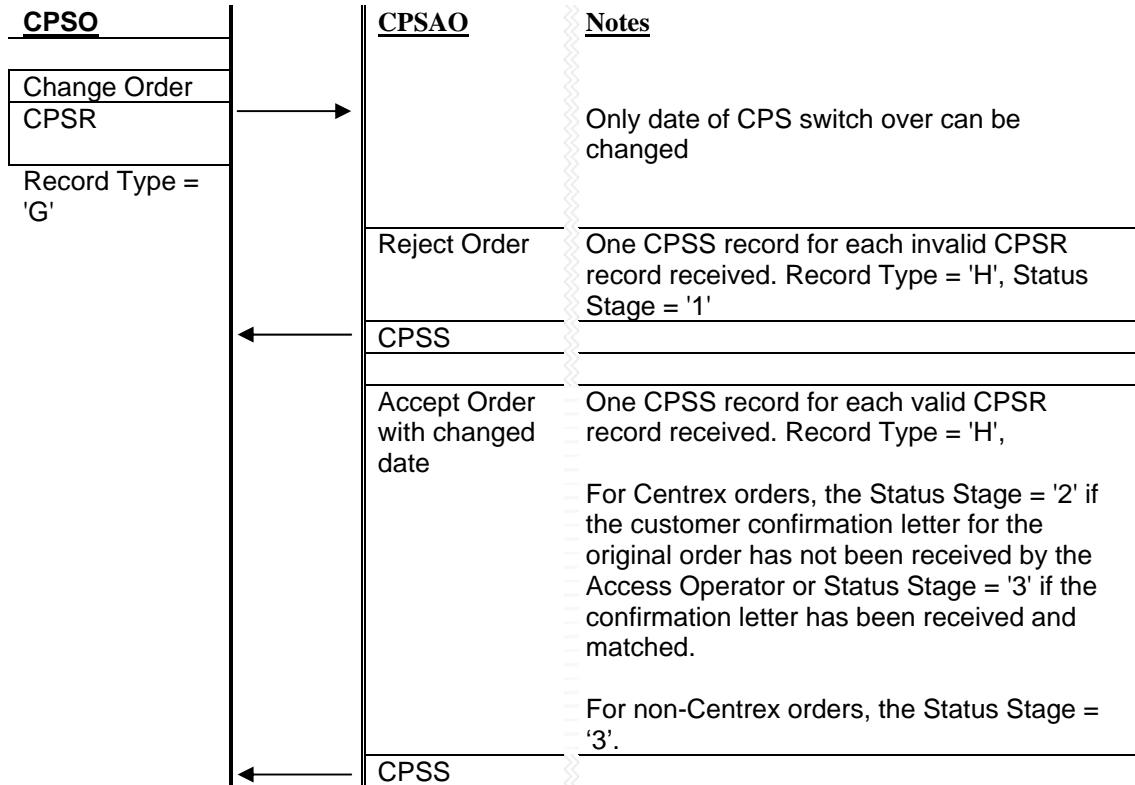 CPSO
CPSAO
Notes
Change Order
CPSR
Only date of CPS switch over can be
changed
Record Type =
'G'
Reject Order
One CPSS record for each invalid CPSR
record received. Record Type = 'H', Status
Stage = '1'
CPSS
Accept Order
with changed
date
One CPSS record for each valid CPSR
record received. Record Type = 'H',
For Centrex orders, the Status Stage = '2' if
the customer confirmation letter for the
original order has not been received by the
Access Operator or Status Stage = '3' if the
confirmation letter has been received and
matched.
For non-Centrex orders, the Status Stage =
‘3’.
CPSS